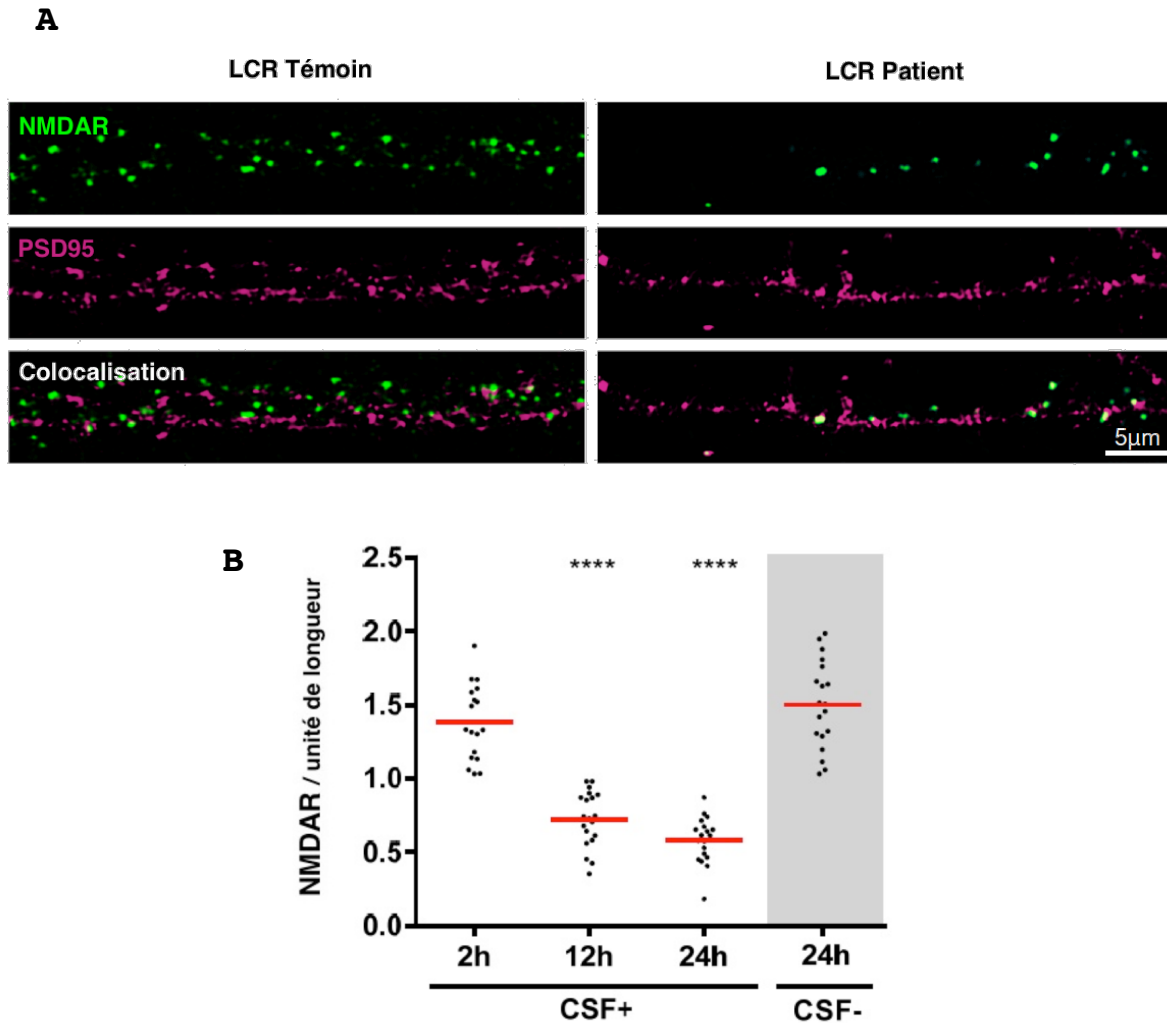 A
LCR Témoin
LCR Patient
NMDAR
PSD95
Colocalisation
5µm
B
NMDAR / unité de longueur
2.5
2.0
1.5
1.0
0.5
0.0
**** ****
2h 12h 24h 24h
CSF+ CSF-